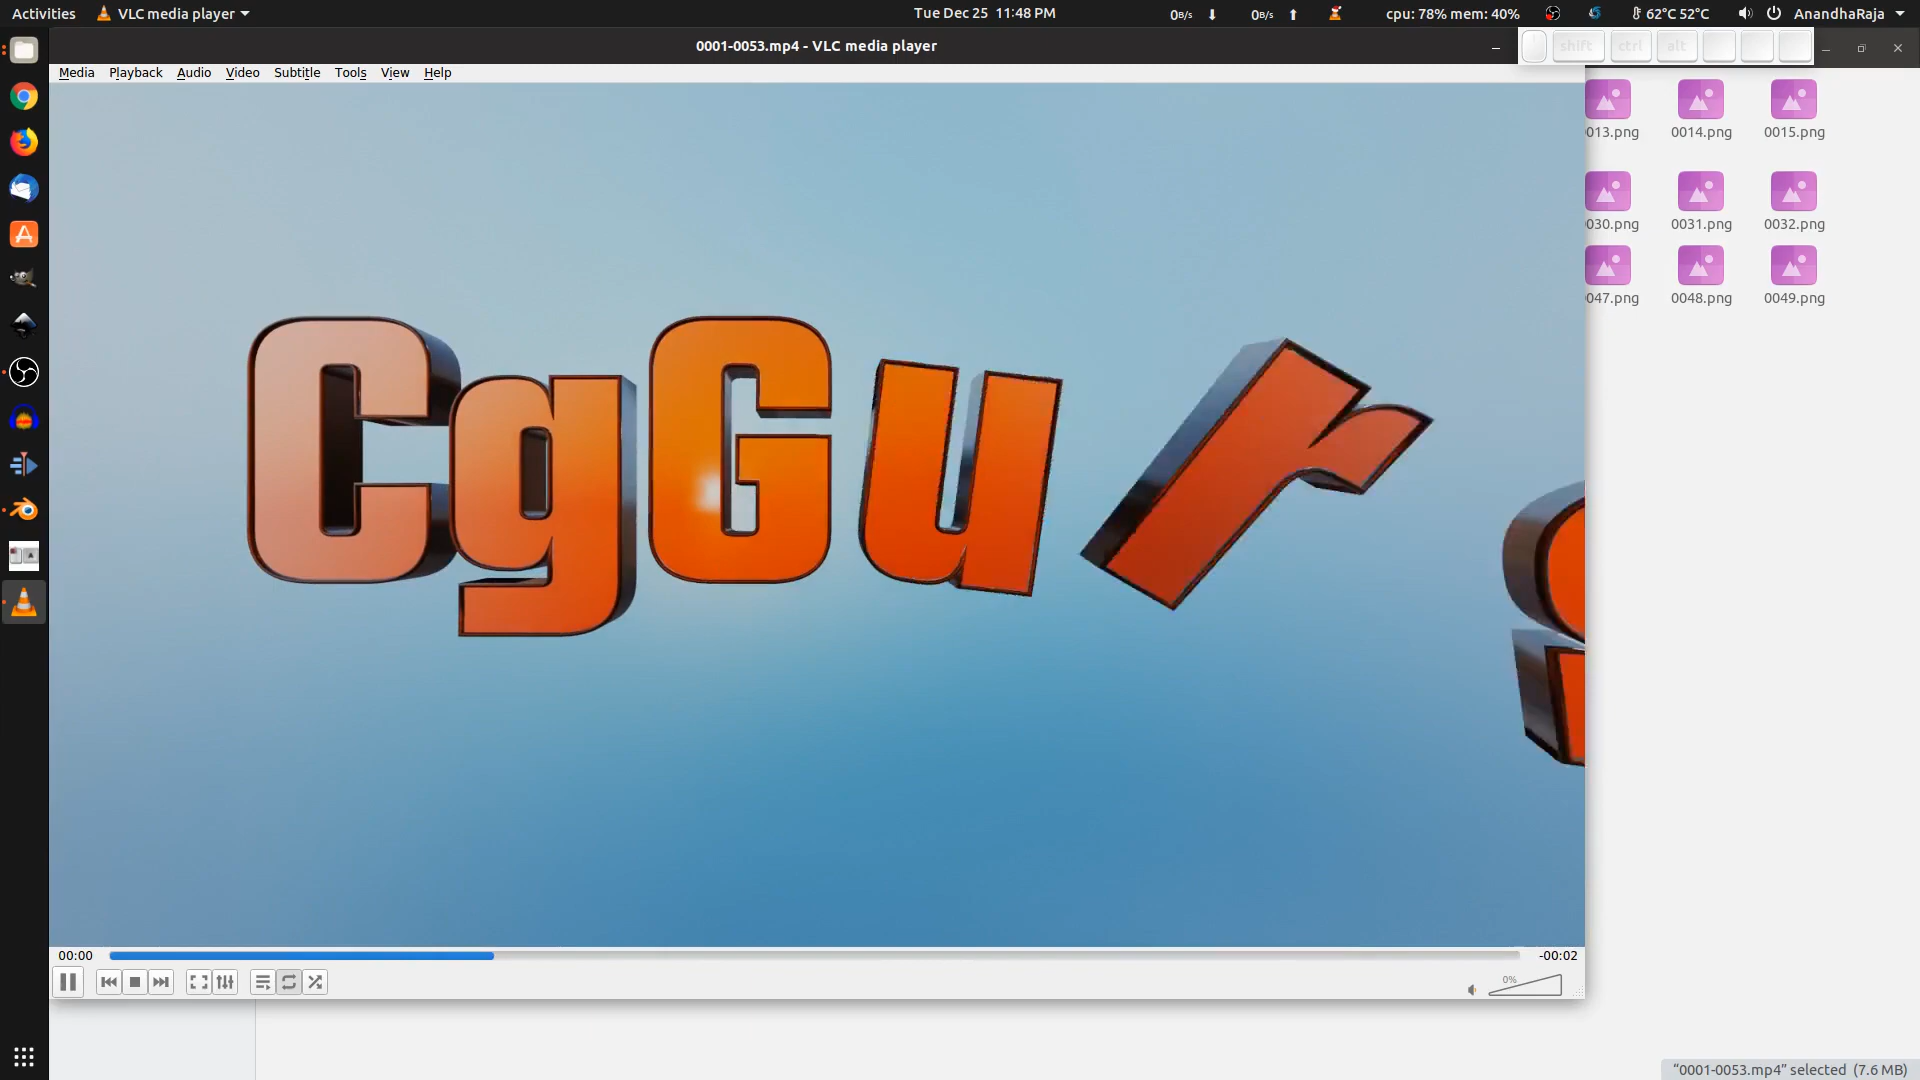 Activities
VLC media player
Tue Dec 25 11:48 PM
0B/s
0B/s
cpu: 78% mem: 40%
62°C 52°C
AnandhaRaja
0001-0053.mp4 - VLC media player
shift
ctrl
alt
Media Playback Audio Video Subtitle Tools View Help
013.png
0014.png
0015.png
030.png
0031.png
0032.png
047.png
0048.png
0049.png
CgGur
00:00
-00:02
0%
"0001-0053.mp4" selected (7.6 MB)